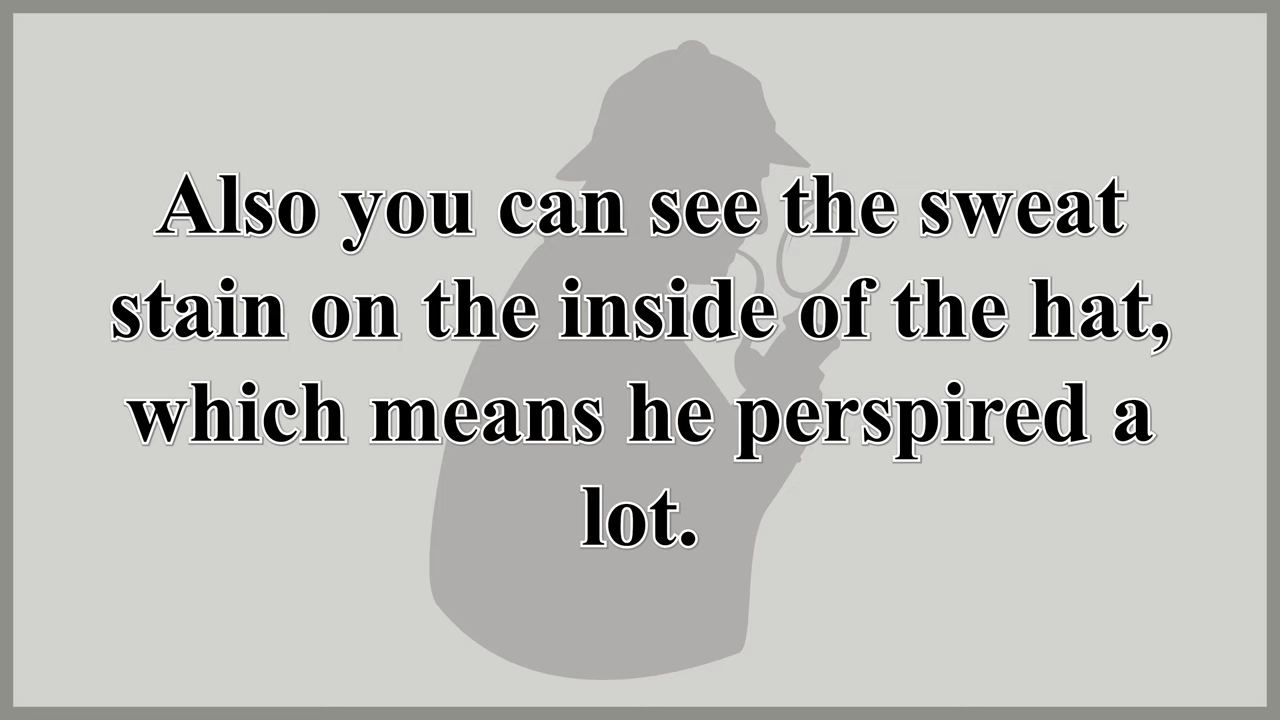 Also you can see the sweat
stain on the inside of the hat,
which means he perspired a
lot.